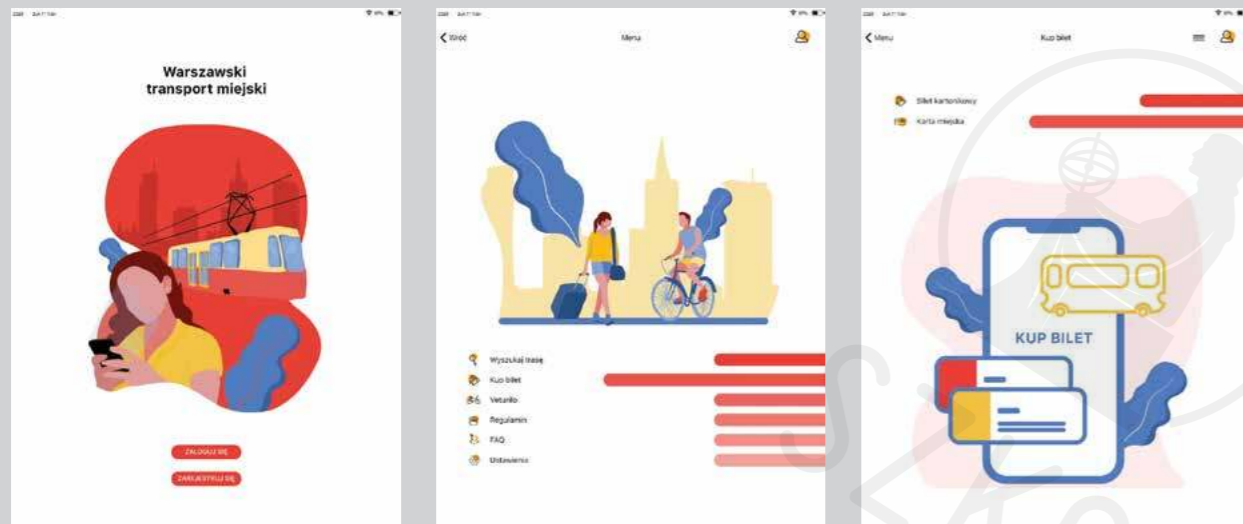 Warszawski
transport miejski
ZALOGUJ SIĘ
ZAREJESTRUJ SIĘ
Wróć
Menu
Wyszukaj trasę
Kup bilet
Veturilo
Regulamin
FAQ
Ustawienia
Menu
Kup bilet
Bilet kartonikowy
Karta miejska
KUP BILET